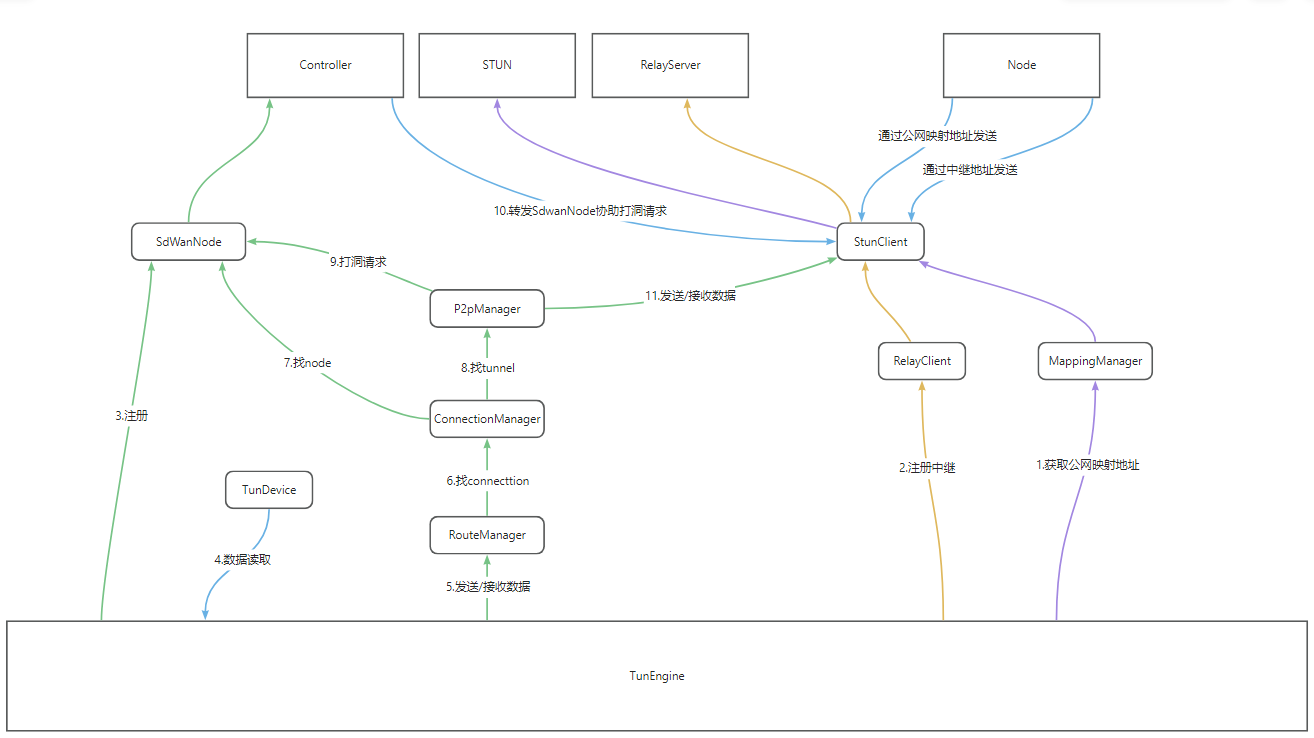 Controller
STUN
RelayServer
Node
通过公网映射地址发送
通过中继地址发送
10.转发SdwanNode协助打洞请求
SdWanNode
StunClient
9.打洞请求
11.发送/接收数据
P2pManager
7.找node
8.找tunnel
RelayClient
MappingManager
3.注册
ConnectionManager
2.注册中继
1.获取公网映射地址
6.找connecttion
TunDevice
RouteManager
4.数据读取
5.发送/接收数据
TunEngine